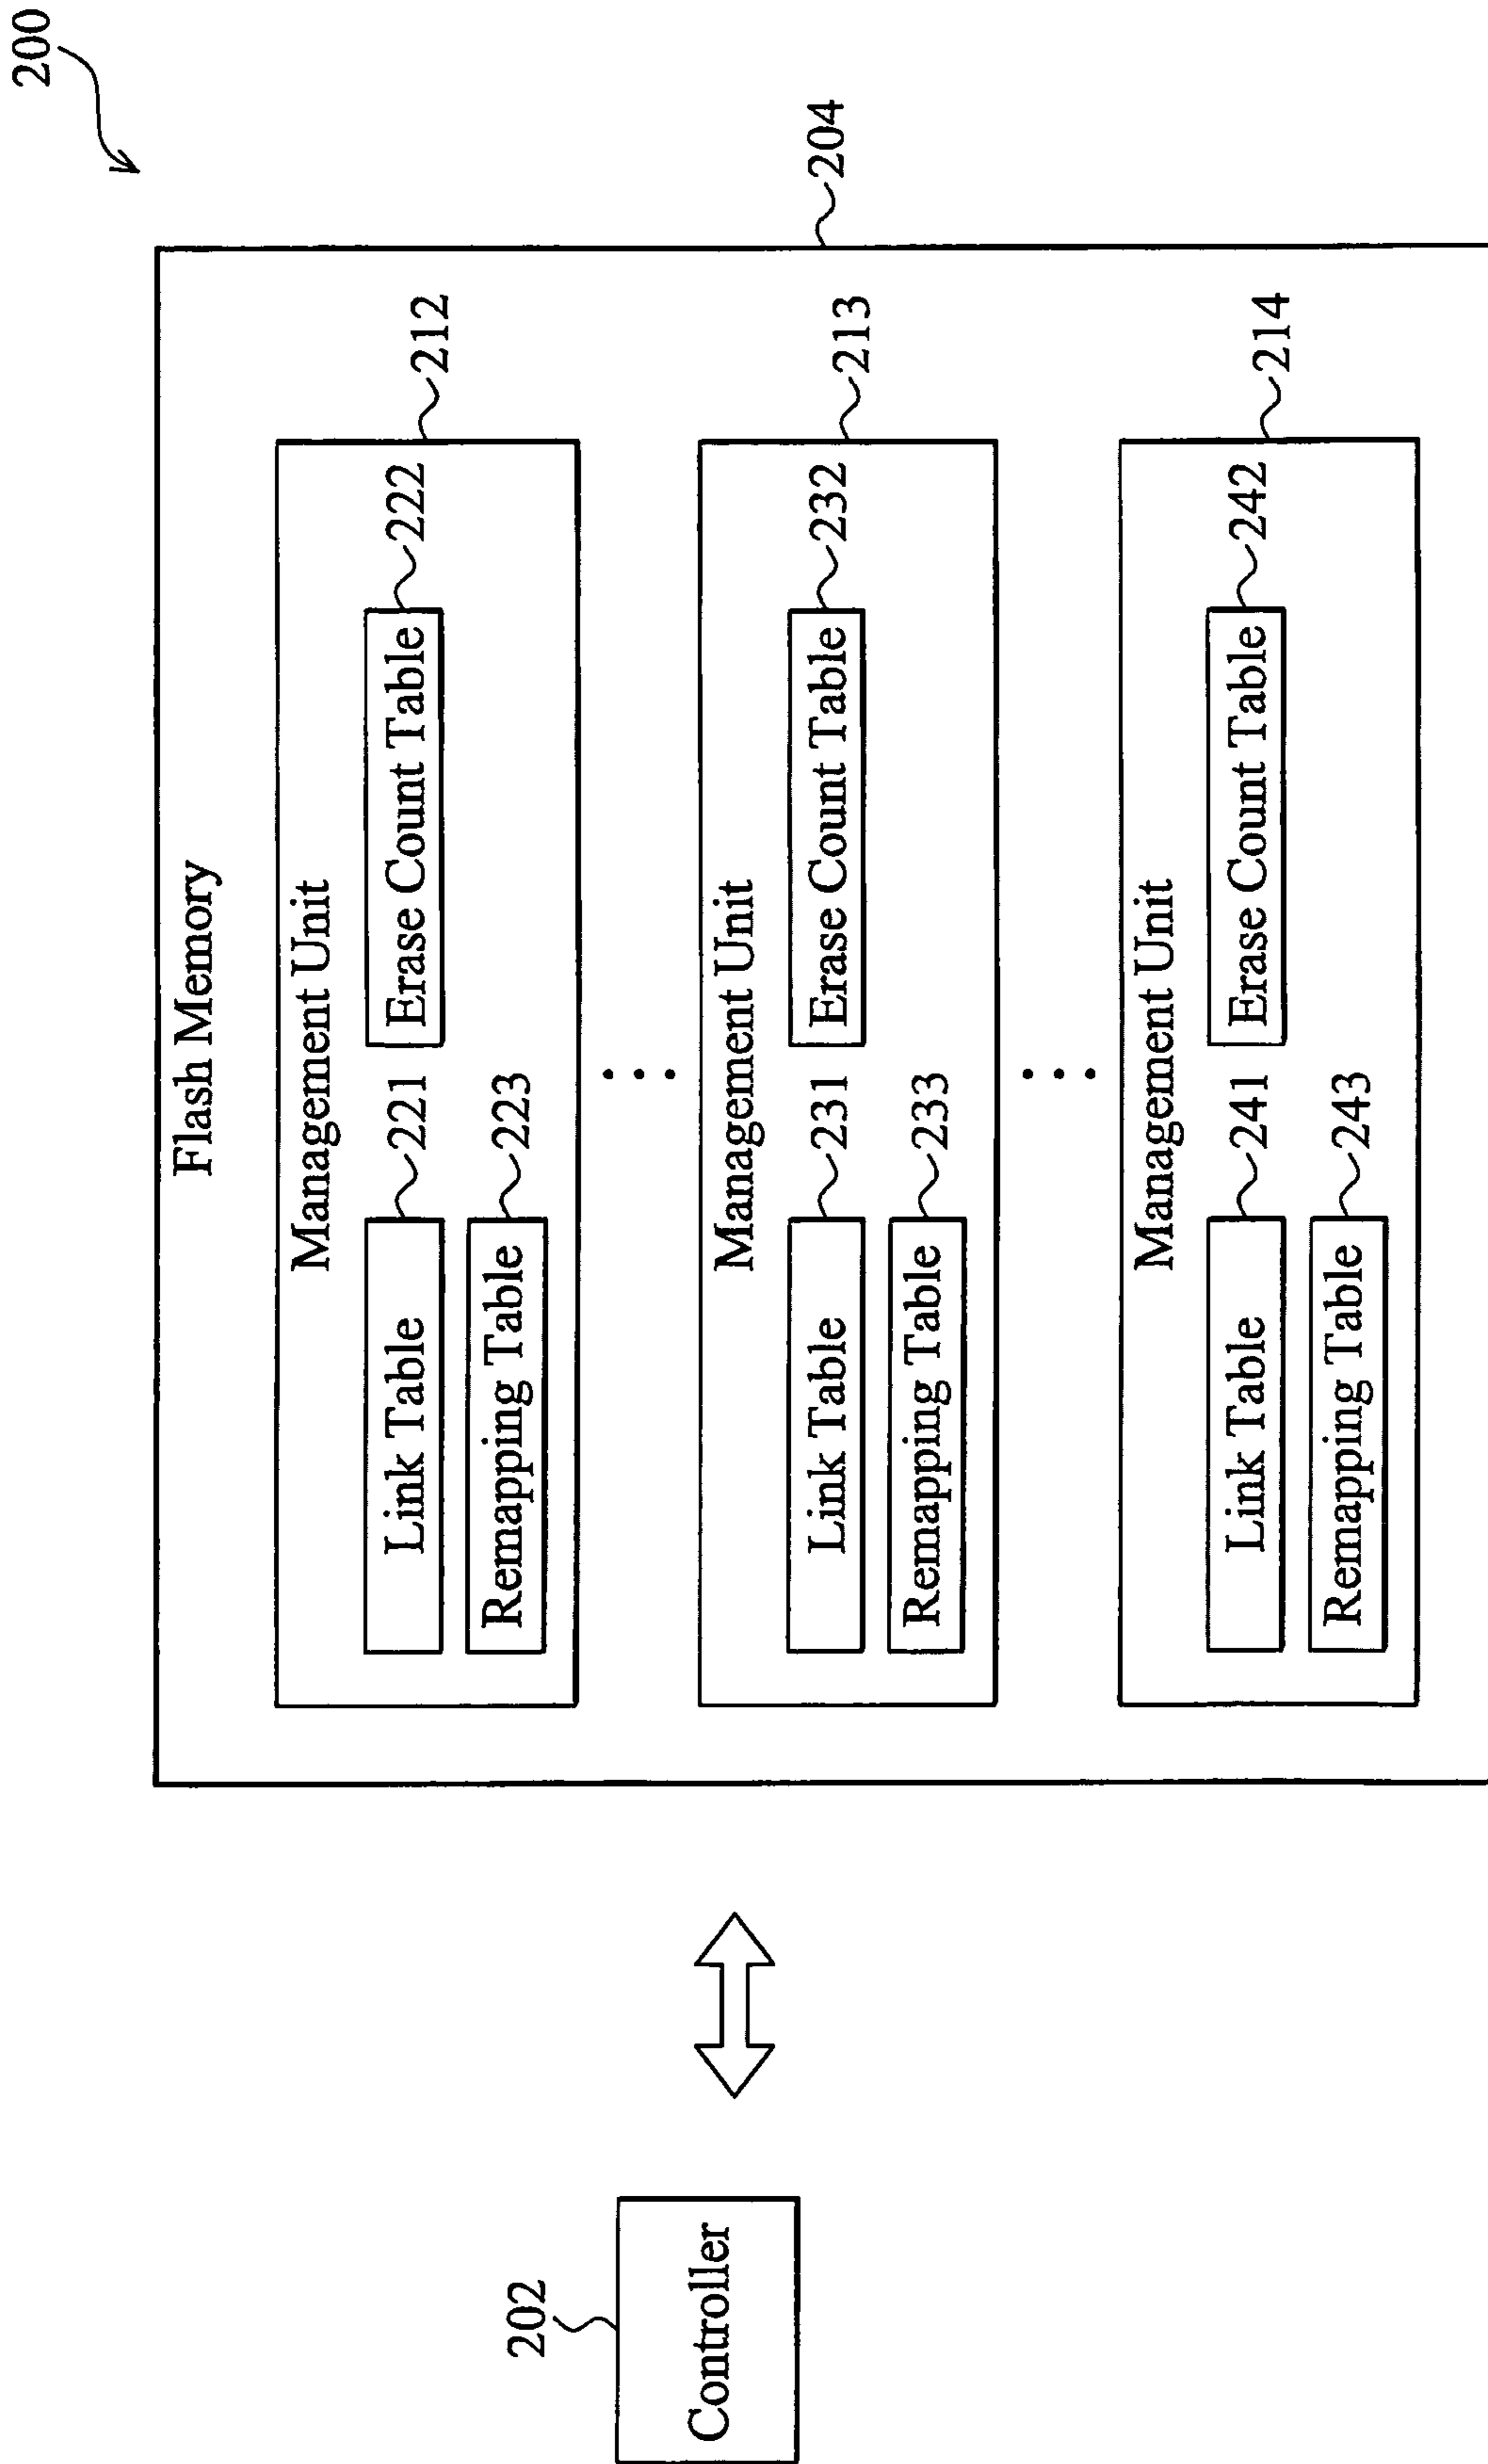 200
Flash Memory
204
Management Unit
212
Link Table
221
Erase Count Table
222
Remapping Table
223
Management Unit
213
Link Table
231
Erase Count Table
232
Remapping Table
233
Management Unit
214
Link Table
241
Erase Count Table
242
Remapping Table
243
202
Controller